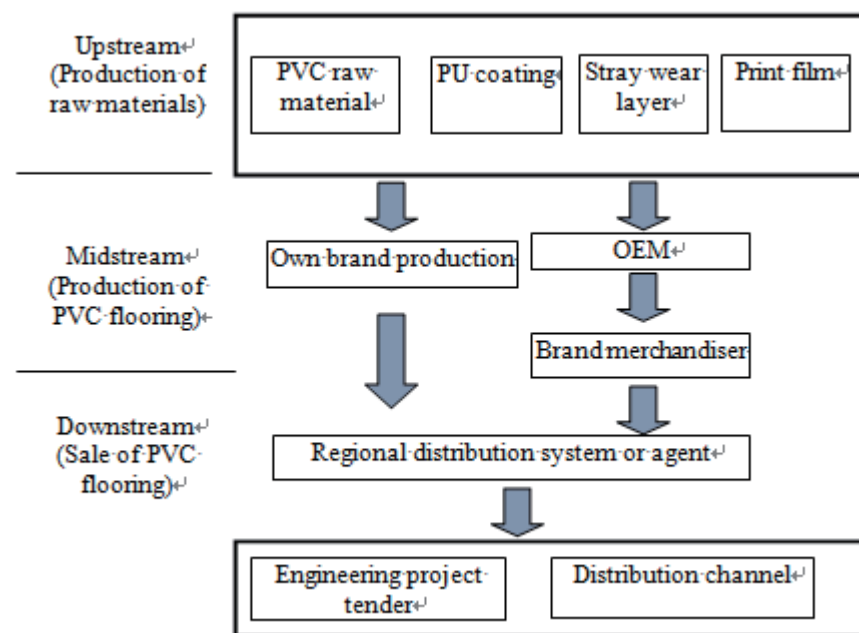 Upstream
(Production of
raw materials)
PVC raw
material
PU coating
Stray wear
layer
Print film
Midstream
(Production of
PVC flooring)
Own brand production
OEM
Brand merchandiser
Downstream
(Sale of PVC
flooring)
Regional distribution system or agent
Engineering project
tender
Distribution channel